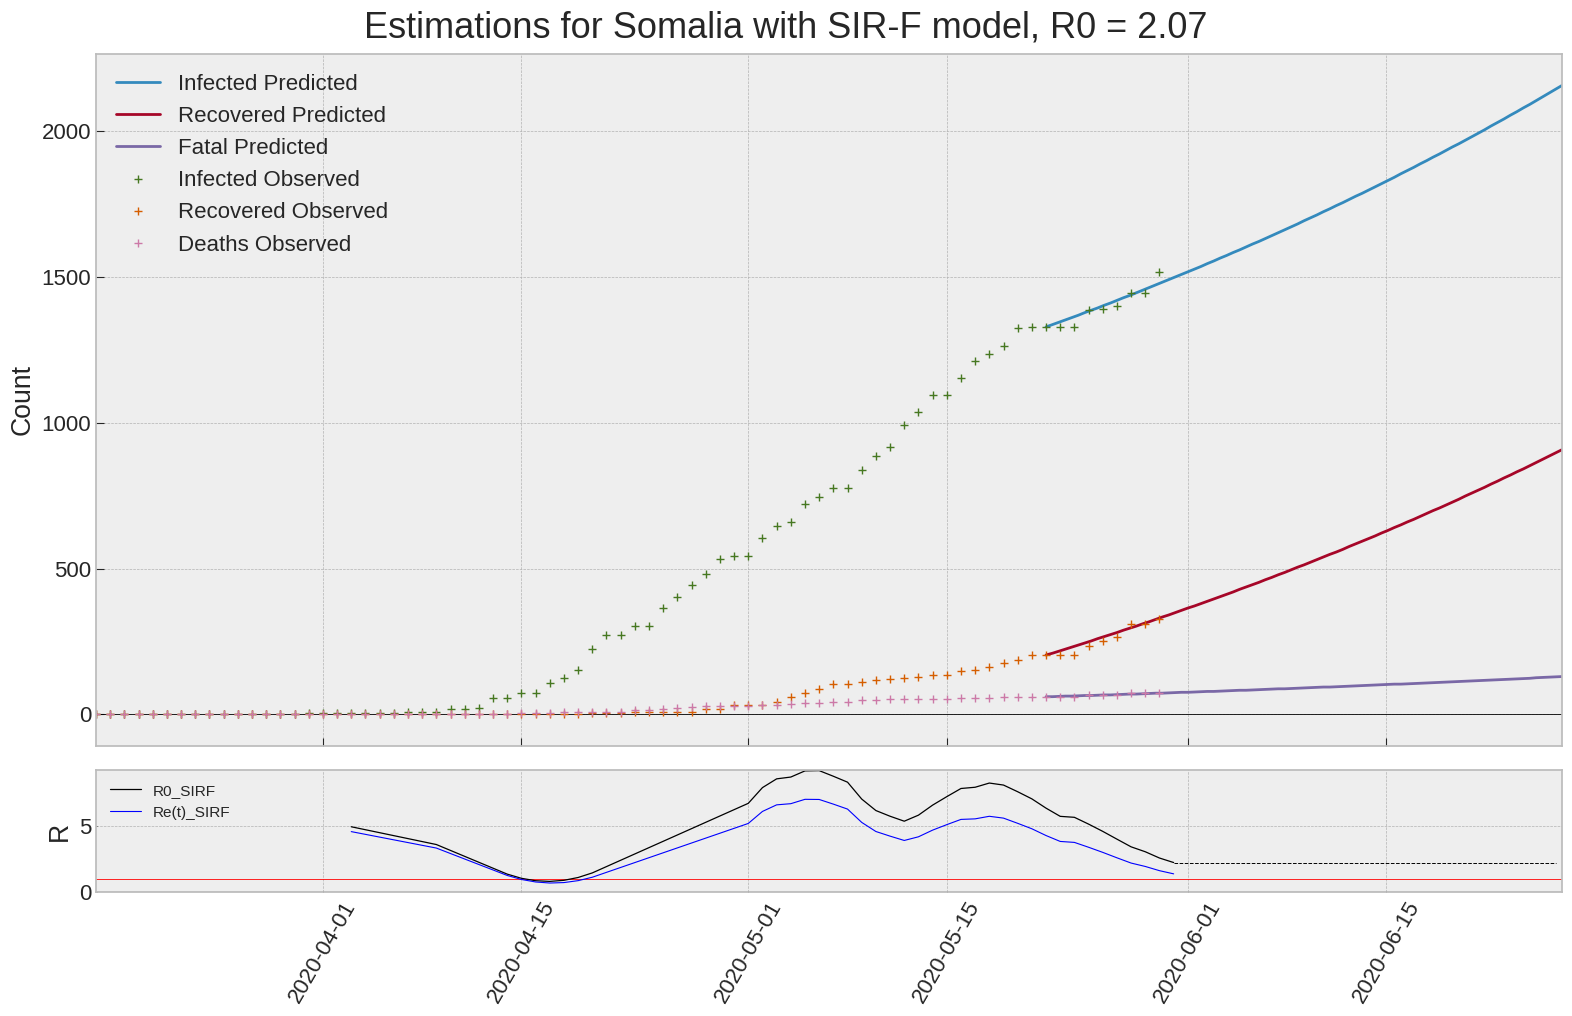 Estimations for Somalia with SIR-F model, R0 = 2.07
Infected Predicted
Recovered Predicted
Fatal Predicted
Infected Observed
Recovered Observed
Deaths Observed
2000
1500
1000
500
0
Count
R0_SIRF
Re(t)_SIRF
5
0
R
2020-04-01
2020-04-15
2020-05-01
2020-05-15
2020-06-01
2020-06-15